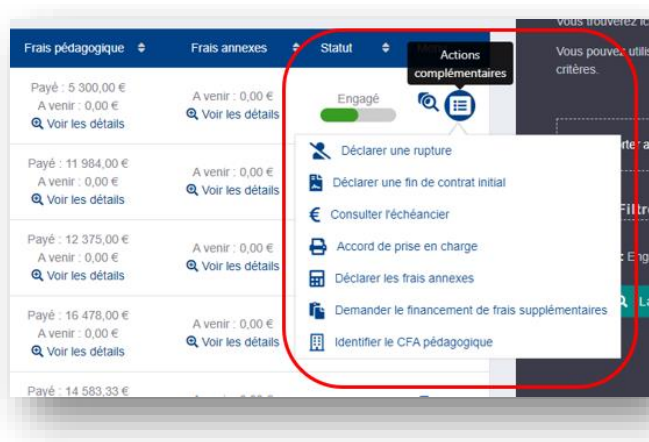 Vous trouverez ic
Frais pédagogique
Frais annexes
Statut
Actions
complémentaires
Vous pouvez utilis
critères.
Payé : 5 300,00 €
A venir : 0,00 €
Voir les détails
A venir : 0,00 €
Voir les détails
Engagé
Payé : 11 984,00 €
A venir : 0,00 €
Voir les détails
A venir : 0,00 €
Voir les détails
Payé : 12 375,00 €
A venir : 0,00 €
Voir les détails
A venir : 0,00 €
Voir les détails
Payé : 16 478,00 €
A venir : 0,00 €
Voir les détails
A venir : 0,00 €
Voir les détails
Payé : 14 583,33 €
Déclarer une rupture
Déclarer une fin de contrat initial
€ Consulter l'échéancier
Accord de prise en charge
Déclarer les frais annexes
Demander le financement de frais supplémentaires
Identifier le CFA pédagogique
rter a
Filtre
: Eng
La